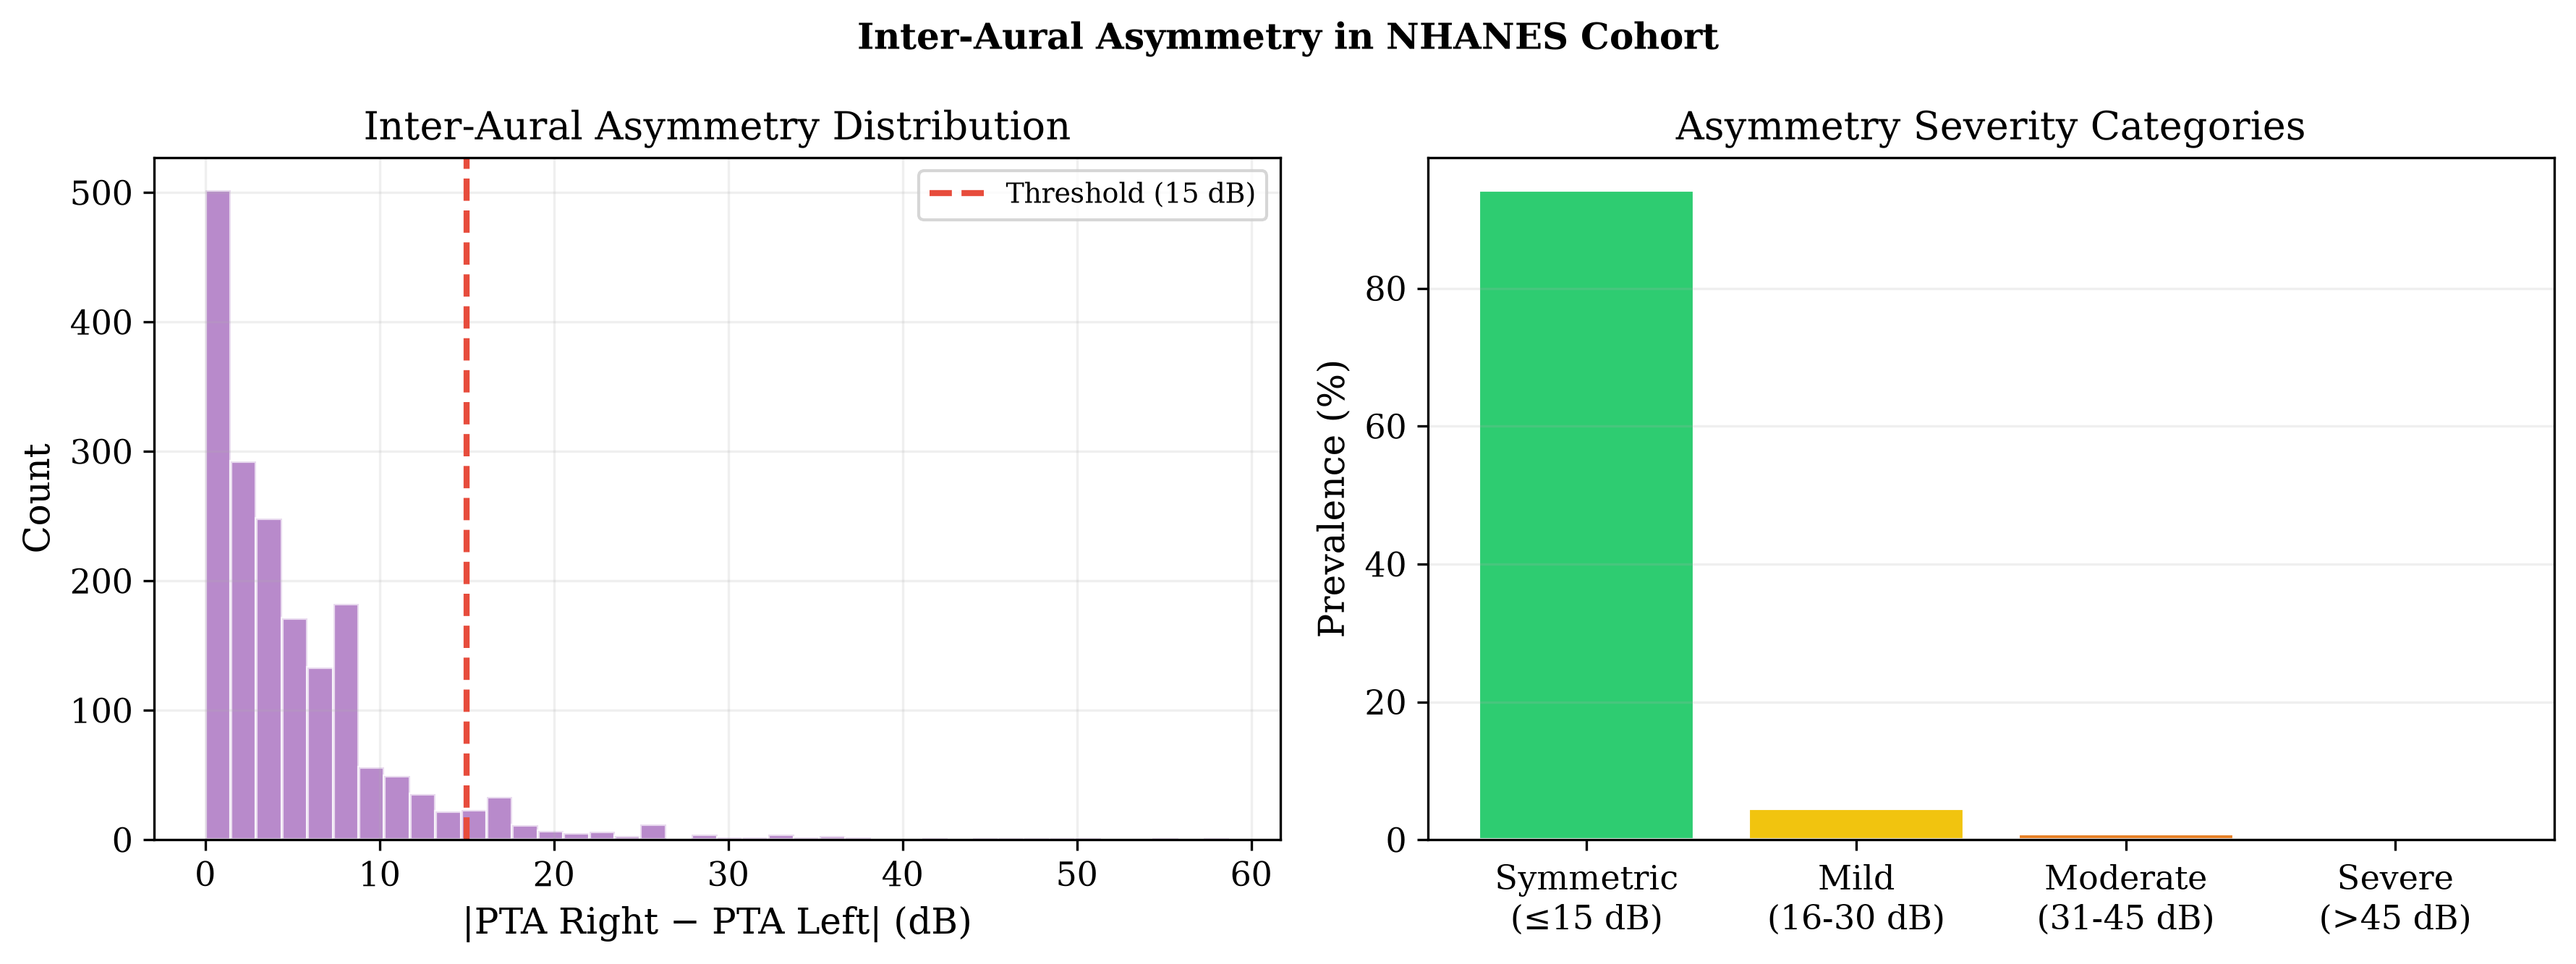 Inter-Aural Asymmetry in NHANES Cohort
Inter-Aural Asymmetry Distribution
Count
500
400
300
200
100
0
Threshold (15 dB)
0 10 20 30 40 50 60
|PTA Right − PTA Left| (dB)
Asymmetry Severity Categories
Prevalence (%)
80
60
40
20
0
Symmetric Mild Moderate Severe
(≤15 dB) (16-30 dB) (31-45 dB) (>45 dB)